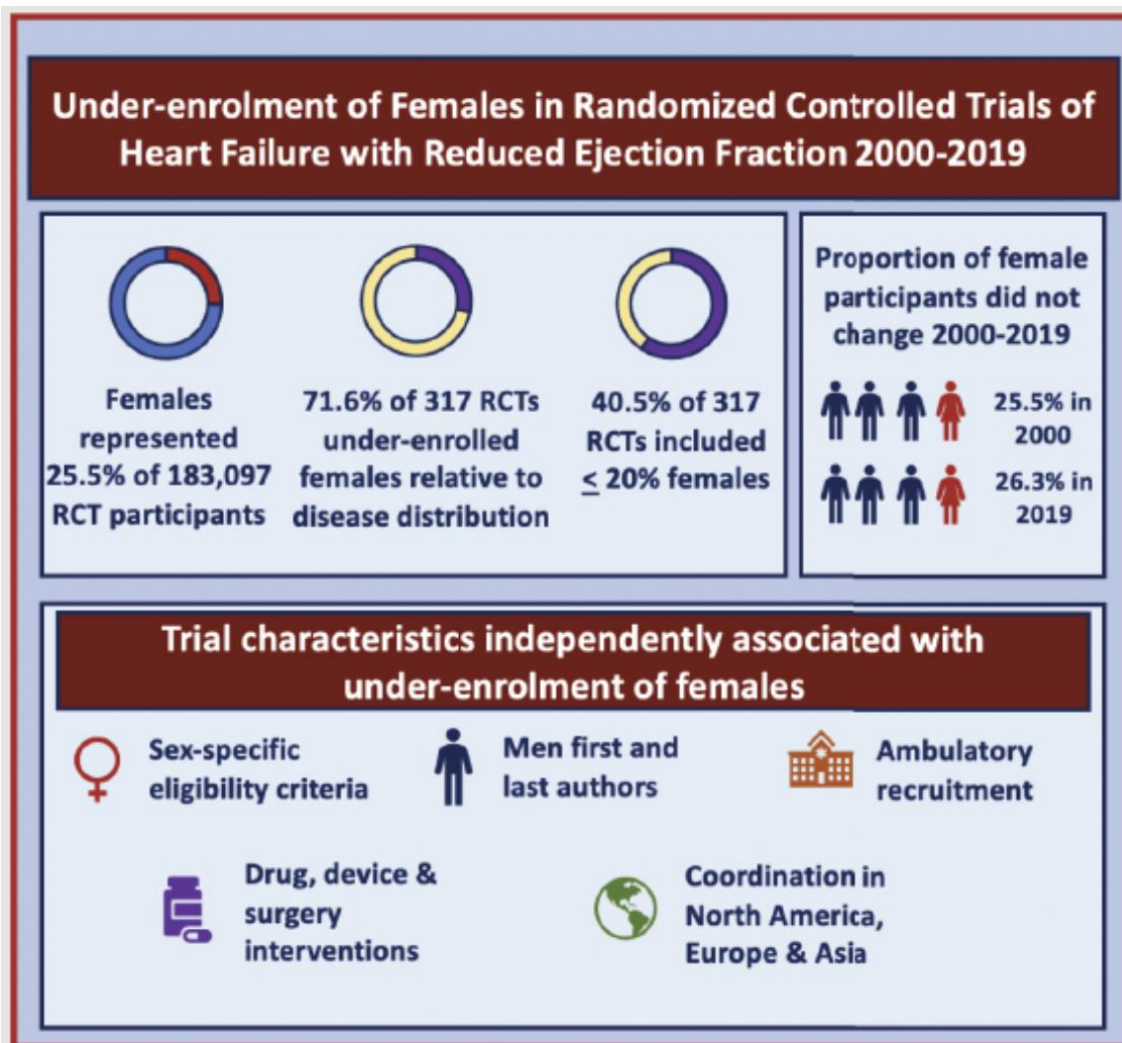 Under-enrolment of Females in Randomized Controlled Trials of
Heart Failure with Reduced Ejection Fraction 2000-2019
Females
represented
25.5% of 183,097
RCT participants
71.6% of 317 RCTs
under-enrolled
females relative to
disease distribution
40.5% of 317
RCTs included
≤ 20% females
Proportion of female
participants did not
change 2000-2019
25.5% in
2000
26.3% in
2019
Trial characteristics independently associated with
under-enrolment of females
Sex-specific
eligibility criteria
Men first and
last authors
Ambulatory
recruitment
Drug, device &
surgery
interventions
Coordination in
North America,
Europe & Asia